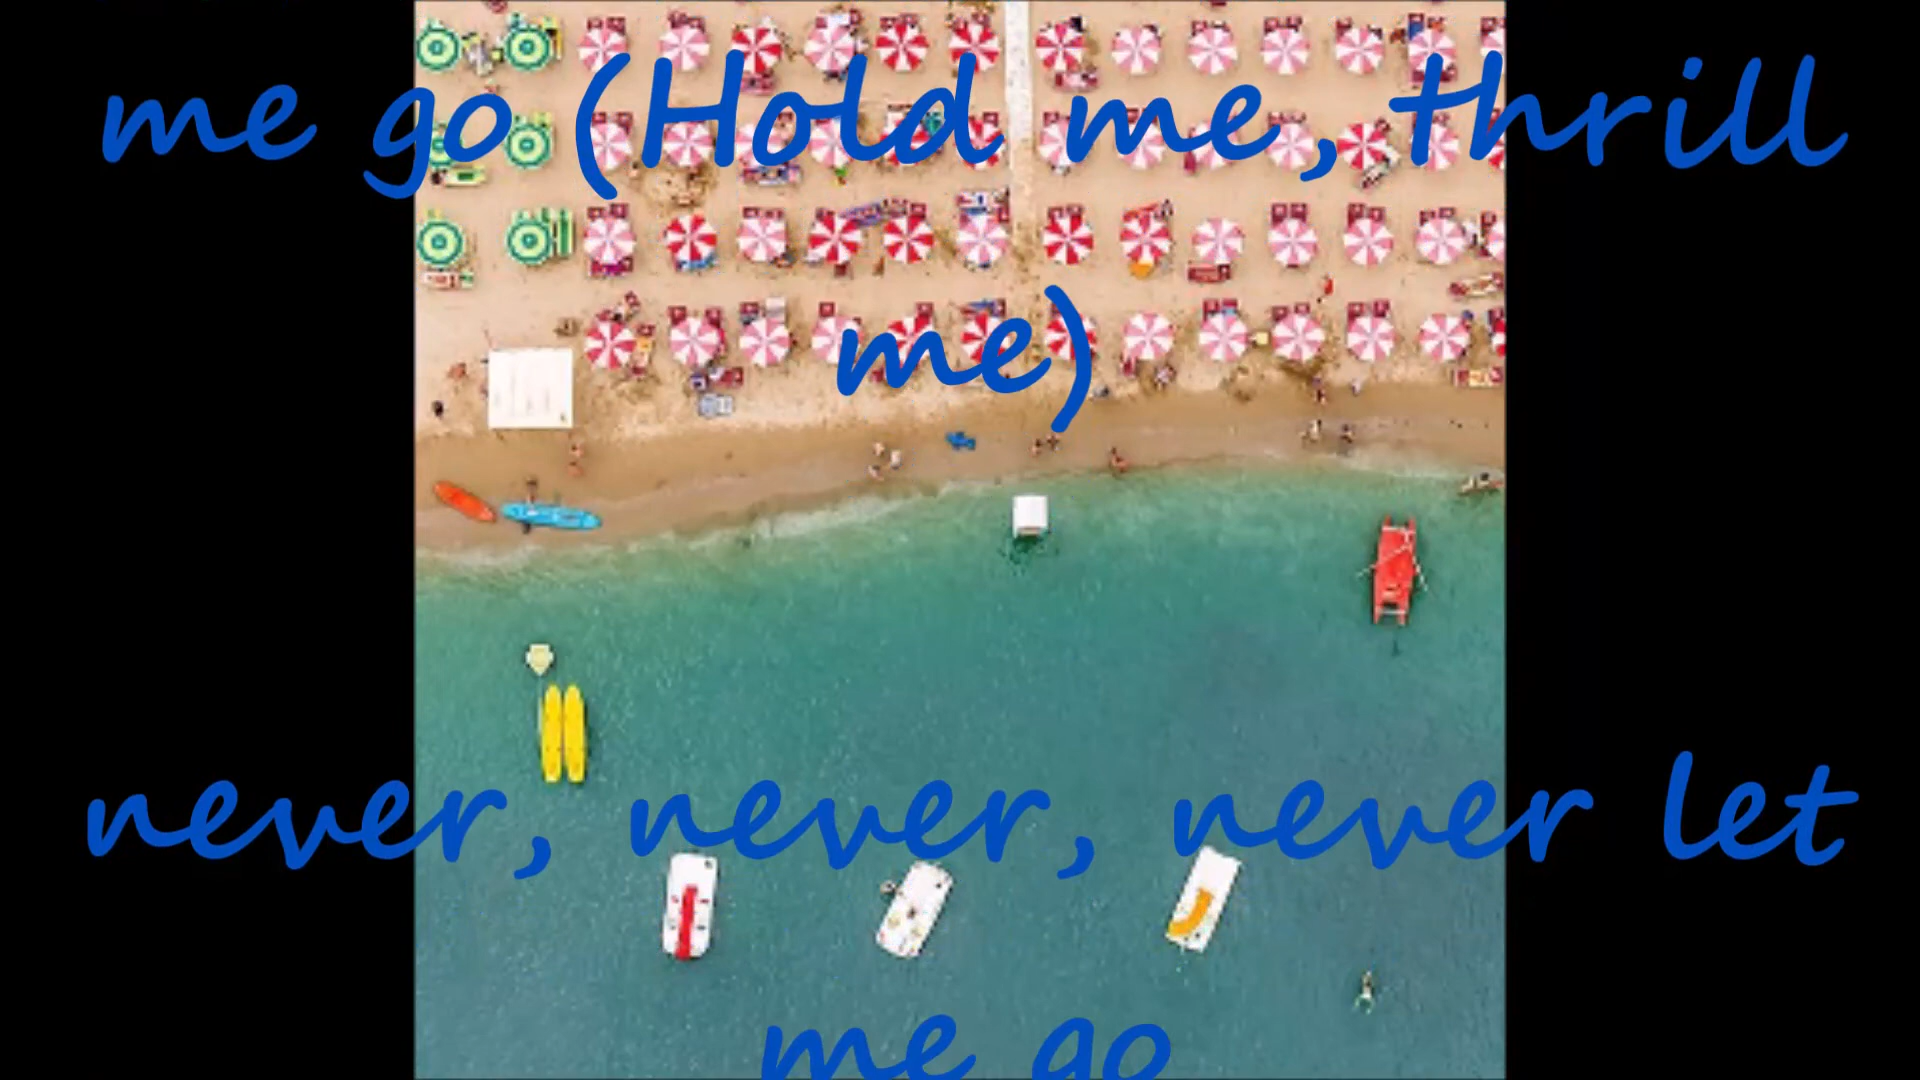 me go (Hold me, thrill
me)
never, never, never let
me go